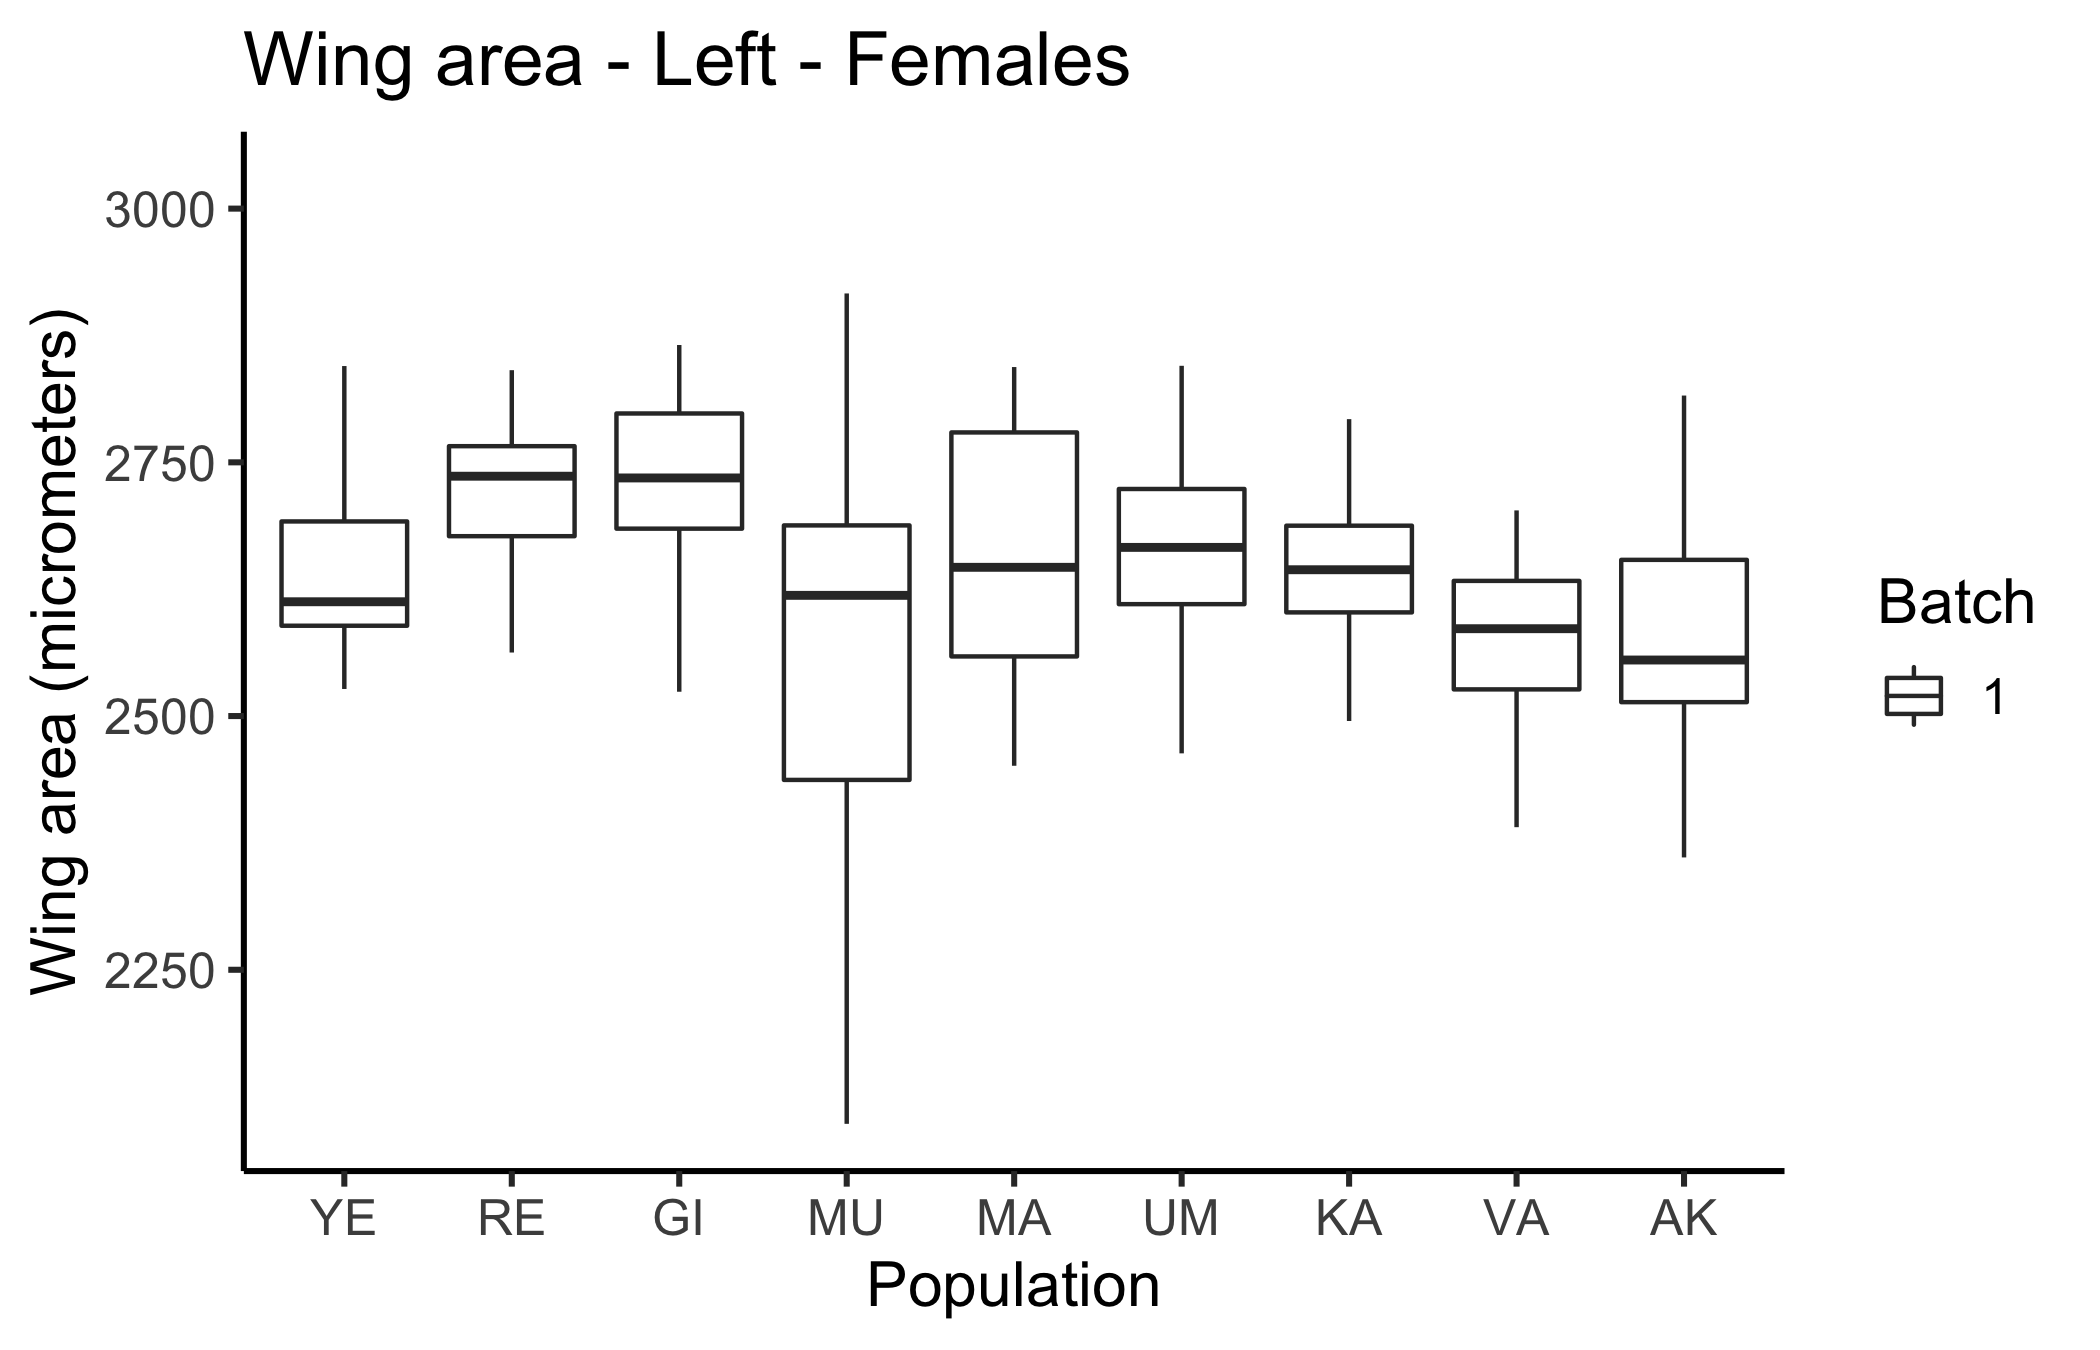 Wing area - Left - Females
Wing area (micrometers)
3000
2750
2500
2250
YE RE GI MU MA UM KA VA AK
Population
Batch
1